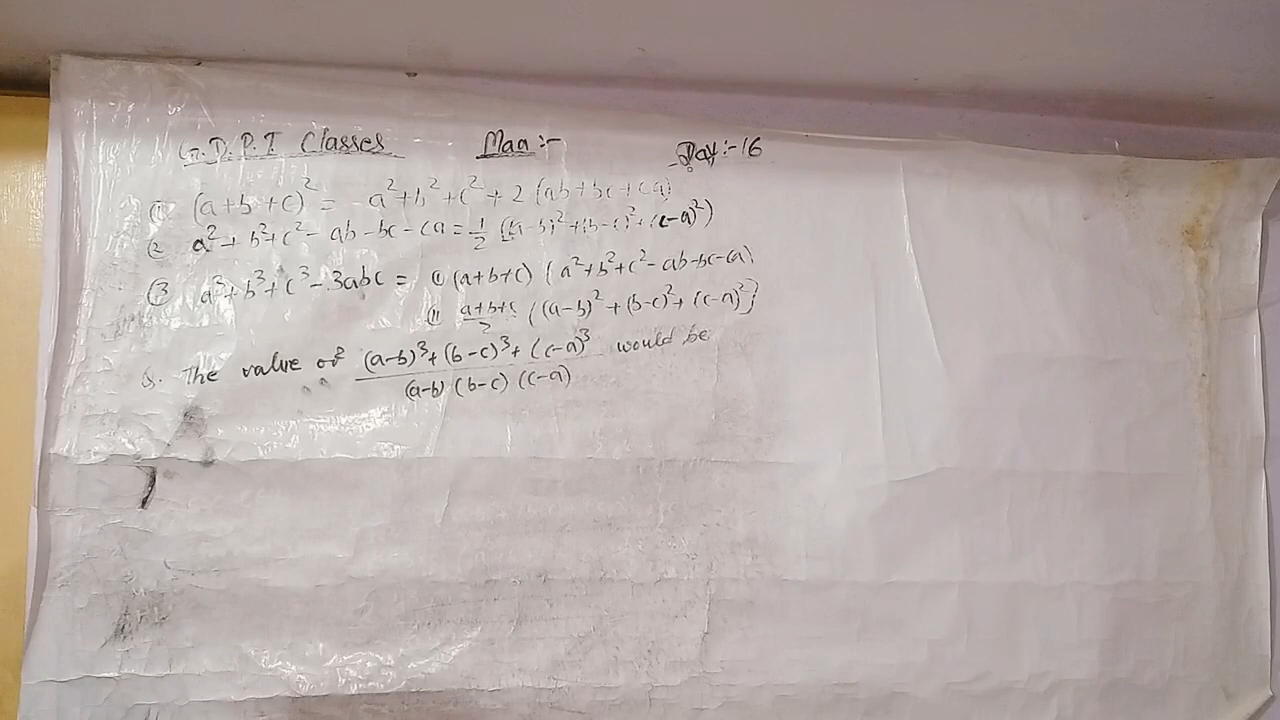 G.D.P.I Classes Maa :- Day :- 16
① (a+b+c)² = a²+b²+c²+2(ab+bc+ca)
② a²+b²+c²-ab-bc-ca = 1/2 ((a-b)²+(b-c)²+(c-a)²)
③ a³+b³+c³-3abc = ① (a+b+c) (a²+b²+c²-ab-bc-ca)
② a+b+c/2 ((a-b)²+(b-c)²+(c-a)²)
Q. The value of (a-b)³+(b-c)³+(c-a)³/(a-b)(b-c)(c-a) would be